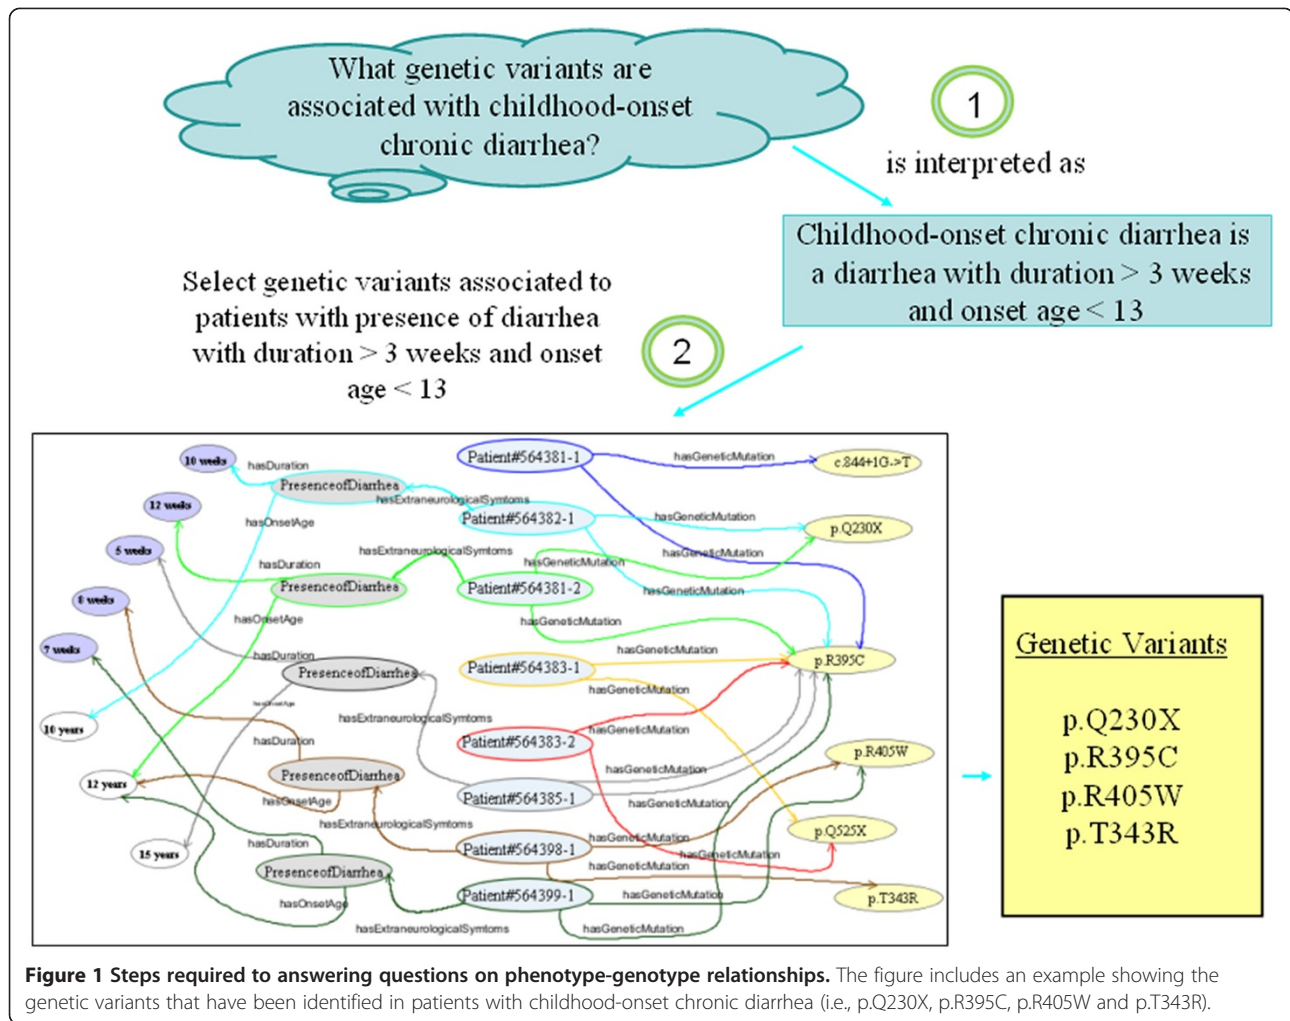 What genetic variants are
associated with childhood-onset
chronic diarrhea?
1
is interpreted as
Childhood-onset chronic diarrhea is
a diarrhea with duration > 3 weeks
and onset age < 13
Select genetic variants associated to
patients with presence of diarrhea
with duration > 3 weeks and onset
age < 13
2
10 weeks
hasDuration
PresenceofDiarrhea
hasExtraneurologicalSymtoms
Patient#564381-1
hasGeneticMutation
c.844+1G->T
12 weeks
hasOnsetAge
Patient#564382-1
hasGeneticMutation
p.Q230X
5 weeks
hasDuration
hasExtraneurologicalSymtoms
hasGeneticMutation
hasGeneticMutation
8 weeks
PresenceofDiarrhea
Patient#564381-2
hasGeneticMutation
hasOnsetAge
hasGeneticMutation
7 weeks
hasDuration
PresenceofDiarrhea
Patient#564383-1
hasGeneticMutation
p.R395C
hasGeneticMutation
hasOnsetAge
10 years
hasExtraneurologicalSymtoms
hasDuration
Patient#564383-2
hasGeneticMutation
p.R405W
12 years
PresenceofDiarrhea
hasGeneticMutation
hasOnsetAge
Patient#564385-1
hasGeneticMutation
hasExtraneurologicalSymtoms
p.Q525X
15 years
hasDuration
Patient#564398-1
hasGeneticMutation
hasGeneticMutation
hasGeneticMutation
PresenceofDiarrhea
Patient#564399-1
hasGeneticMutation
p.T343R
hasOnsetAge
hasExtraneurologicalSymtoms
hasGeneticMutation
Genetic Variants
p.Q230X
p.R395C
p.R405W
p.T343R
Figure 1 Steps required to answering questions on phenotype-genotype relationships. The figure includes an example showing the
genetic variants that have been identified in patients with childhood-onset chronic diarrhea (i.e., p.Q230X, p.R395C, p.R405W and p.T343R).